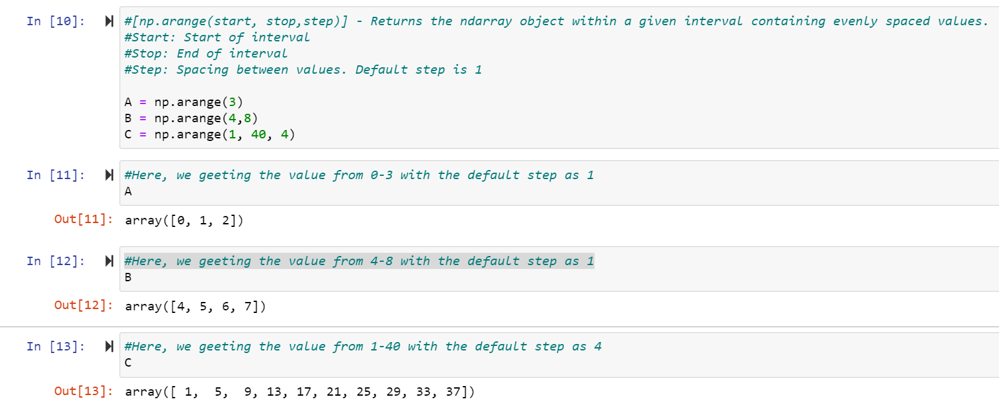 In [10]: #[np.arange(start, stop,step)] - Returns the ndarray object within a given interval containing evenly spaced values.
#Start: Start of interval
#Stop: End of interval
#Step: Spacing between values. Default step is 1
A = np.arange(3)
B = np.arange(4,8)
C = np.arange(1, 40, 4)
In [11]: #Here, we geeting the value from 0-3 with the default step as 1
A
Out[11]: array([0, 1, 2])
In [12]: #Here, we geeting the value from 4-8 with the default step as 1
B
Out[12]: array([4, 5, 6, 7])
In [13]: #Here, we geeting the value from 1-40 with the default step as 4
C
Out[13]: array([ 1,  5,  9, 13, 17, 21, 25, 29, 33, 37])